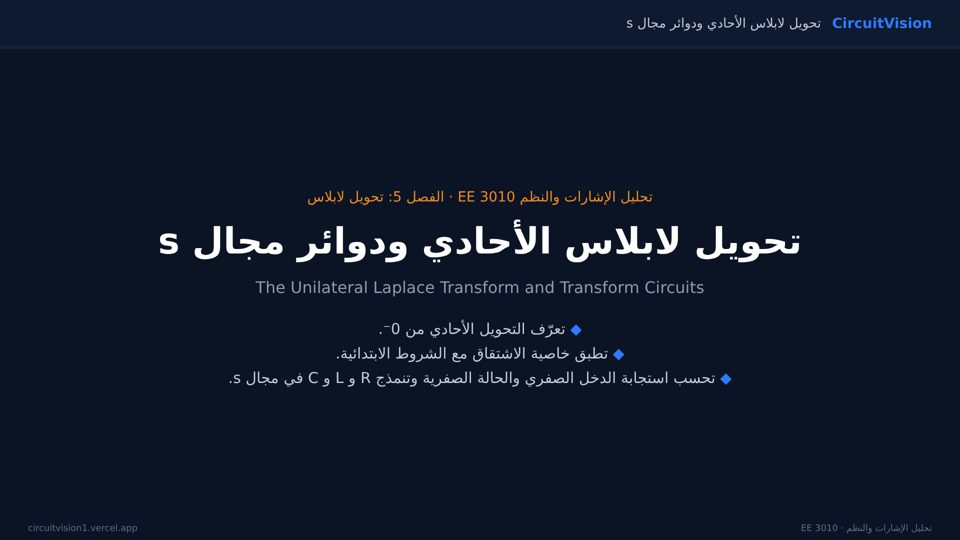 CircuitVision تحويل لابلاس الأحادي ودوائر مجال s
تحليل الإشارات والنظم EE 3010 · الفصل 5: تحويل لابلاس
تحويل لابلاس الأحادي ودوائر مجال s
The Unilateral Laplace Transform and Transform Circuits
◆ تعرّف التحويل الأحادي من 0⁻.
◆ تطبق خاصية الاشتقاق مع الشروط الابتدائية.
◆ تحسب استجابة الدخل الصفري والحالة الصفرية وتنمذج R و L و C في مجال s.
تحليل الإشارات والنظم · EE 3010
circuitvision1.vercel.app